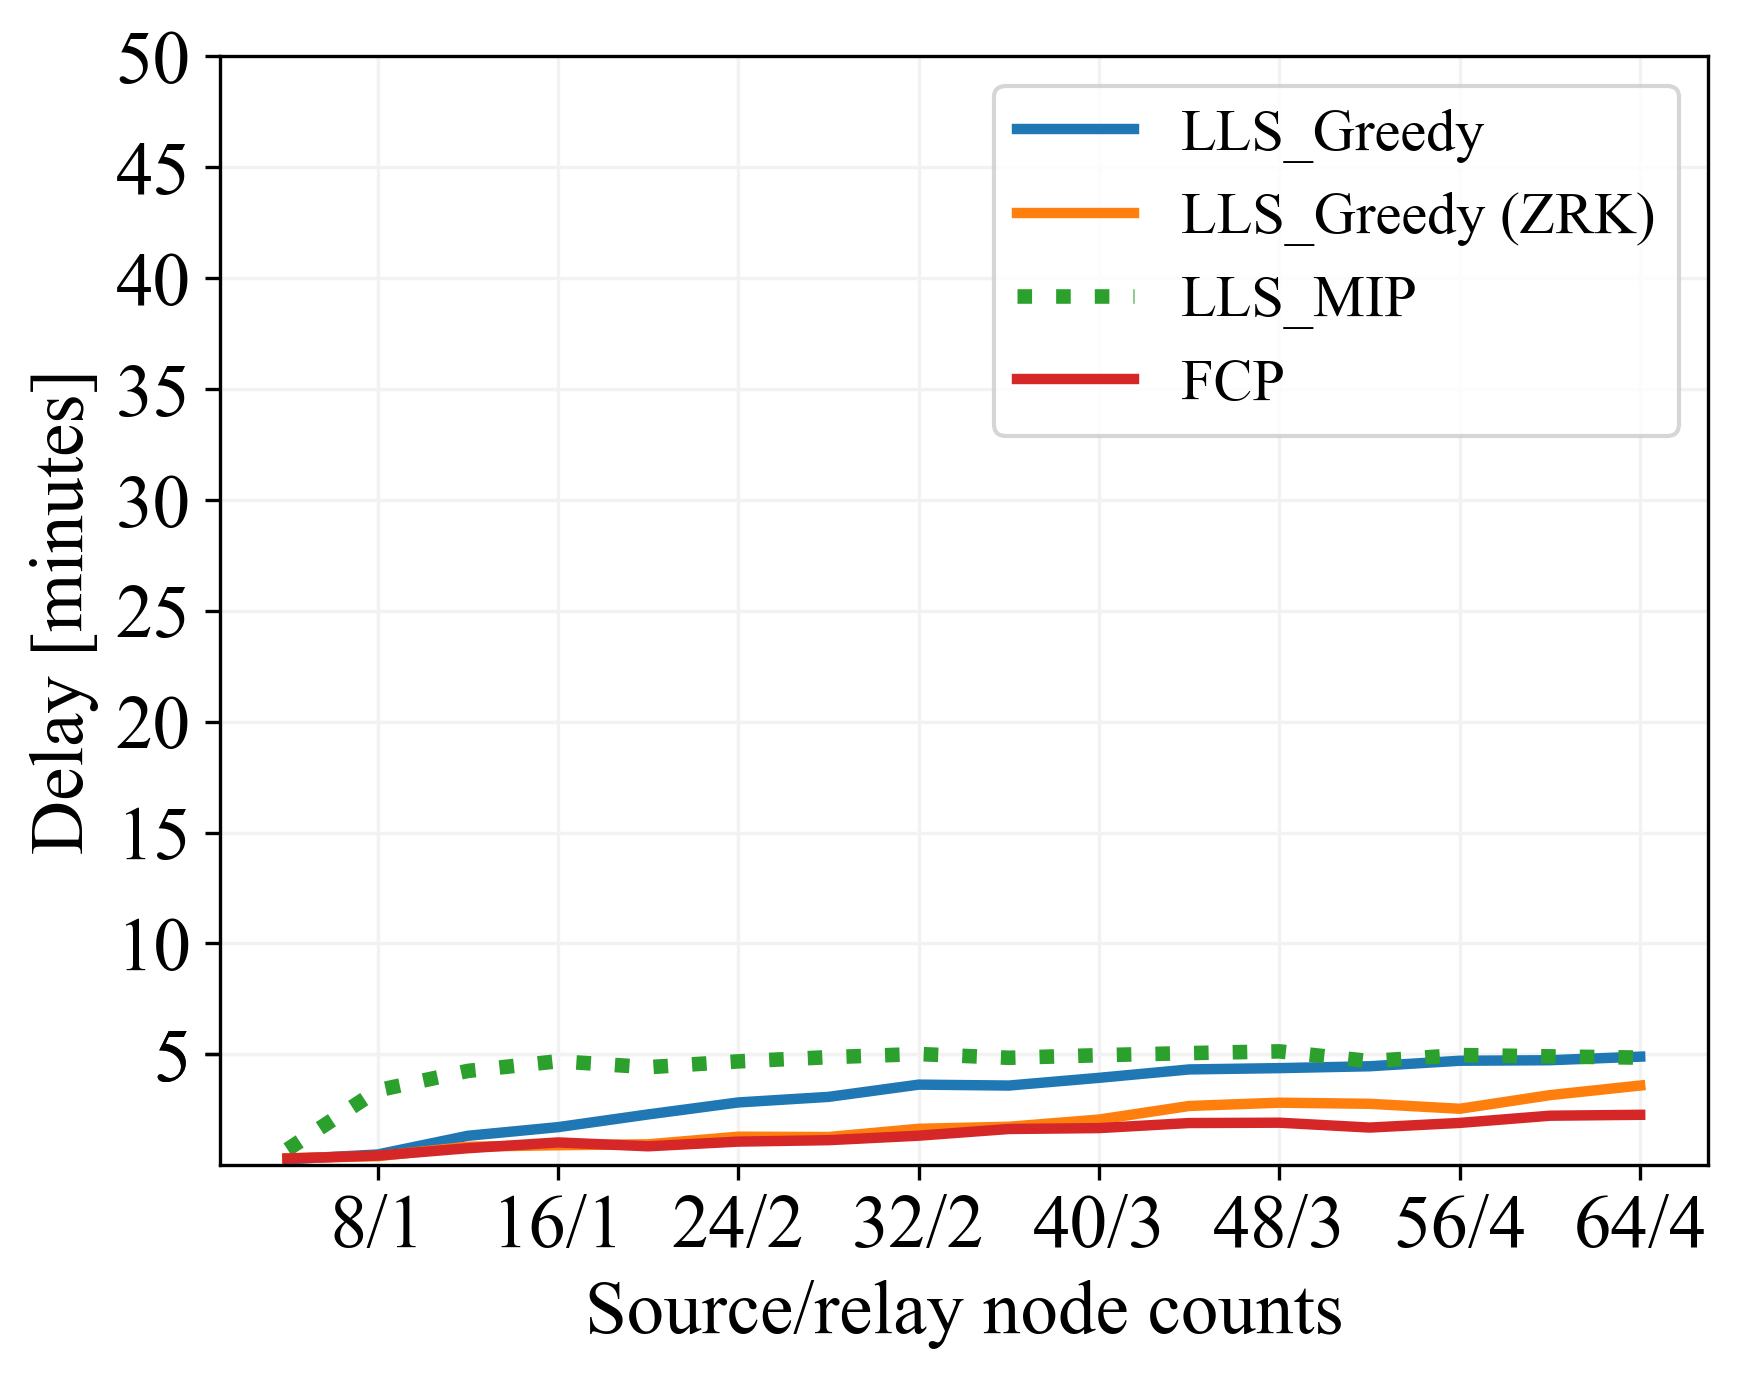 50
45
40
35
30
25
20
15
10
5
Delay [minutes]
LLS_Greedy
LLS_Greedy (ZRK)
LLS_MIP
FCP
8/1 16/1 24/2 32/2 40/3 48/3 56/4 64/4
Source/relay node counts